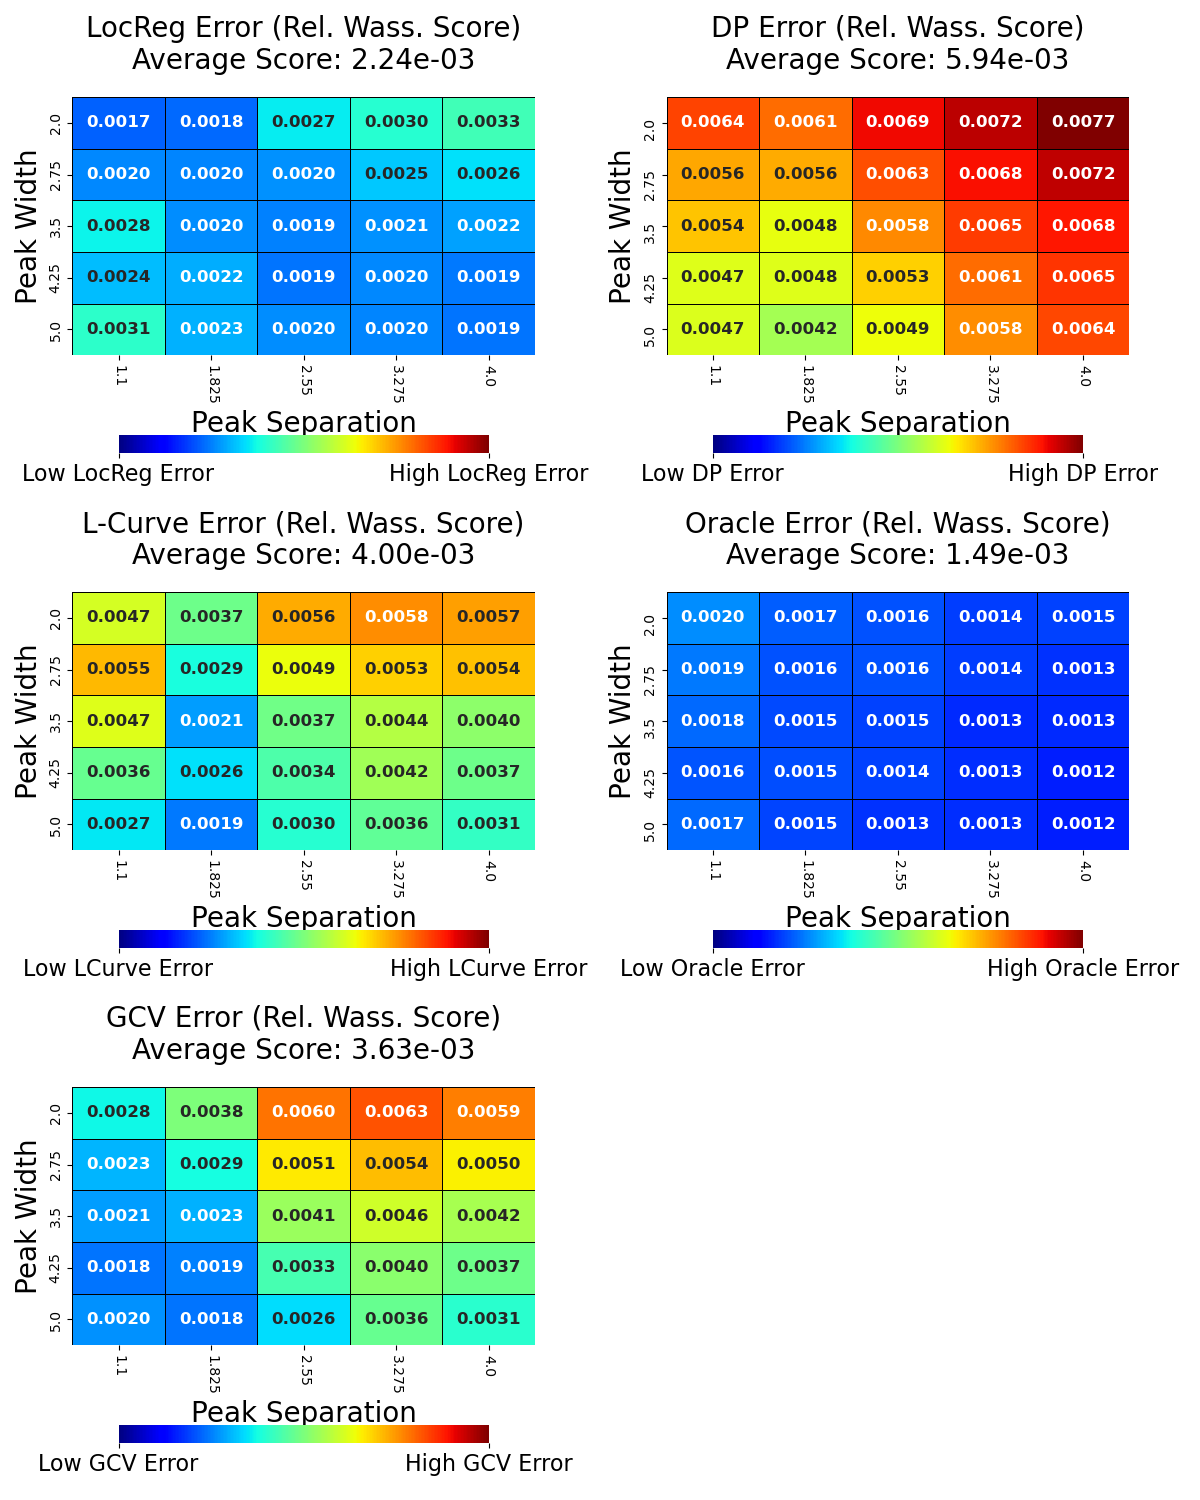 LocReg Error (Rel. Wass. Score)
Average Score: 2.24e-03
Peak Width
2.0 0.0017 0.0018 0.0027 0.0030 0.0033
2.75 0.0020 0.0020 0.0020 0.0025 0.0026
3.5 0.0028 0.0020 0.0019 0.0021 0.0022
4.25 0.0024 0.0022 0.0019 0.0020 0.0019
5.0 0.0031 0.0023 0.0020 0.0020 0.0019
1.1 1.825 2.55 3.275 4.0
Peak Separation
Low LocReg Error High LocReg Error
DP Error (Rel. Wass. Score)
Average Score: 5.94e-03
Peak Width
2.0 0.0064 0.0061 0.0069 0.0072 0.0077
2.75 0.0056 0.0056 0.0063 0.0068 0.0072
3.5 0.0054 0.0048 0.0058 0.0065 0.0068
4.25 0.0047 0.0048 0.0053 0.0061 0.0065
5.0 0.0047 0.0042 0.0049 0.0058 0.0064
1.1 1.825 2.55 3.275 4.0
Peak Separation
Low DP Error High DP Error
L-Curve Error (Rel. Wass. Score)
Average Score: 4.00e-03
Peak Width
2.0 0.0047 0.0037 0.0056 0.0058 0.0057
2.75 0.0055 0.0029 0.0049 0.0053 0.0054
3.5 0.0047 0.0021 0.0037 0.0044 0.0040
4.25 0.0036 0.0026 0.0034 0.0042 0.0037
5.0 0.0027 0.0019 0.0030 0.0036 0.0031
1.1 1.825 2.55 3.275 4.0
Peak Separation
Low LCurve Error High LCurve Error
Oracle Error (Rel. Wass. Score)
Average Score: 1.49e-03
Peak Width
2.0 0.0020 0.0017 0.0016 0.0014 0.0015
2.75 0.0019 0.0016 0.0016 0.0014 0.0013
3.5 0.0018 0.0015 0.0015 0.0013 0.0013
4.25 0.0016 0.0015 0.0014 0.0013 0.0012
5.0 0.0017 0.0015 0.0013 0.0013 0.0012
1.1 1.825 2.55 3.275 4.0
Peak Separation
Low Oracle Error High Oracle Error
GCV Error (Rel. Wass. Score)
Average Score: 3.63e-03
Peak Width
2.0 0.0028 0.0038 0.0060 0.0063 0.0059
2.75 0.0023 0.0029 0.0051 0.0054 0.0050
3.5 0.0021 0.0023 0.0041 0.0046 0.0042
4.25 0.0018 0.0019 0.0033 0.0040 0.0037
5.0 0.0020 0.0018 0.0026 0.0036 0.0031
1.1 1.825 2.55 3.275 4.0
Peak Separation
Low GCV Error High GCV Error